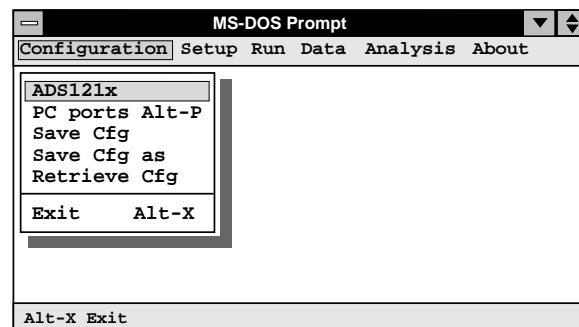 MS-DOS Prompt
Configuration Setup Run Data Analysis About
ADS121x
PC ports Alt-P
Save Cfg
Save Cfg as
Retrieve Cfg
Exit Alt-X
Alt-X Exit